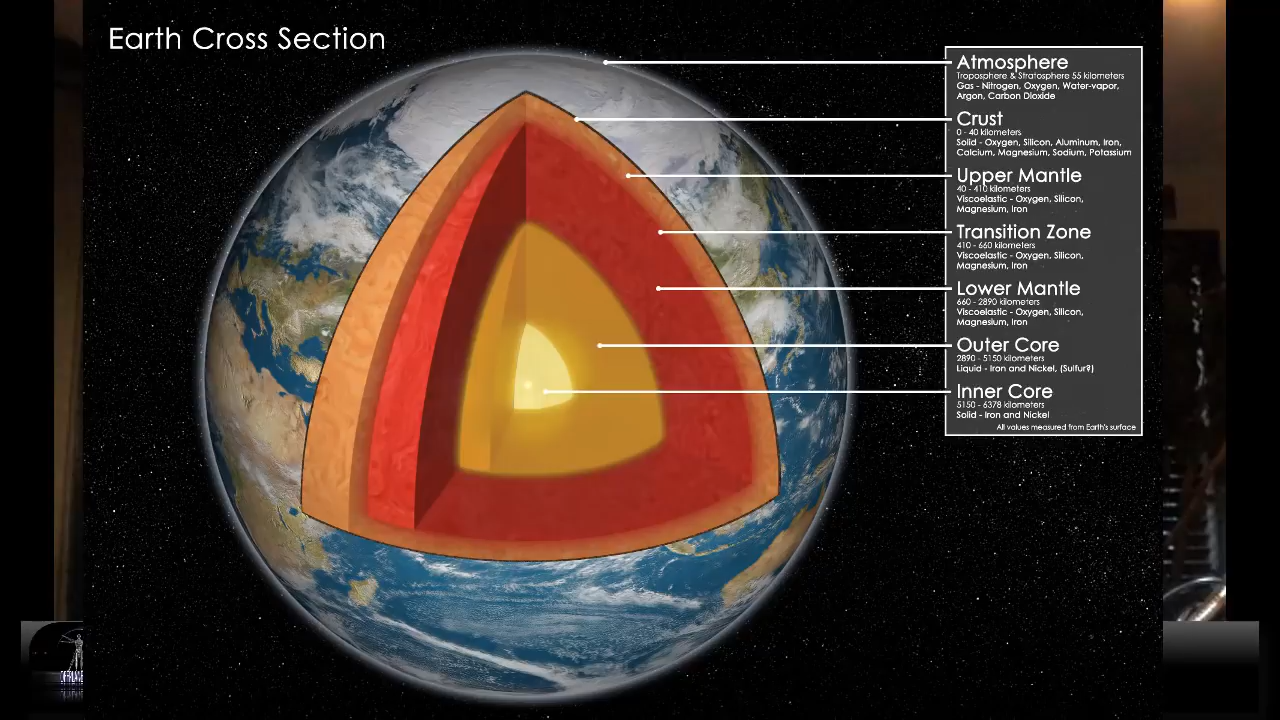 Earth Cross Section
Atmosphere
Troposphere & Stratosphere 55 kilometers
Gas - Nitrogen, Oxygen, Water-vapor,
Argon, Carbon Dioxide
Crust
0 - 40 kilometers
Solid - Oxygen, Silicon, Aluminum, Iron,
Calcium, Magnesium, Sodium, Potassium
Upper Mantle
40 - 410 kilometers
Viscoelastic - Oxygen, Silicon,
Magnesium, Iron
Transition Zone
410 - 660 kilometers
Viscoelastic - Oxygen, Silicon,
Magnesium, Iron
Lower Mantle
660 - 2890 kilometers
Viscoelastic - Oxygen, Silicon,
Magnesium, Iron
Outer Core
2890 - 5150 kilometers
Liquid - Iron and Nickel, (Sulfur?)
Inner Core
5150 - 6378 kilometers
Solid - Iron and Nickel
All values measured from Earth's surface